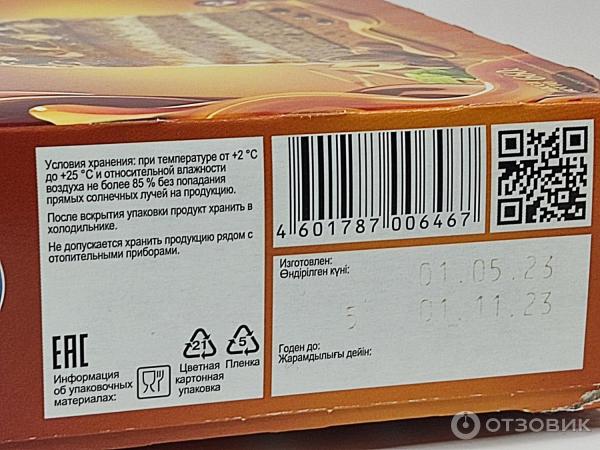 Условия хранения: при температуре от +2 °С
до +25 °С и относительной влажности
воздуха не более 85 % без попадания
прямых солнечных лучей на продукцию.
После вскрытия упаковки продукт хранить в
холодильнике.
Не допускается хранить продукцию рядом с
отопительными приборами.
EAC
Информация
об упаковочных
материалах:
21
Цветная
картонная
упаковка
5
Пленка
4 601787 006467
Изготовлен:
Өндірілген күні:
01.05.23
5 01.11.23
Годен до:
Жарамдылығы дейін:
ОТЗОВИК